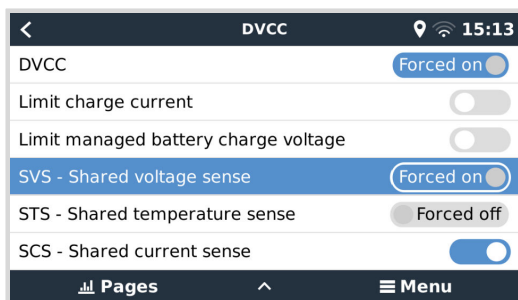 DVCC 15:13
DVCC Forced on
Limit charge current
Limit managed battery charge voltage
SVS - Shared voltage sense Forced on
STS - Shared temperature sense Forced off
SCS - Shared current sense
Pages Menu